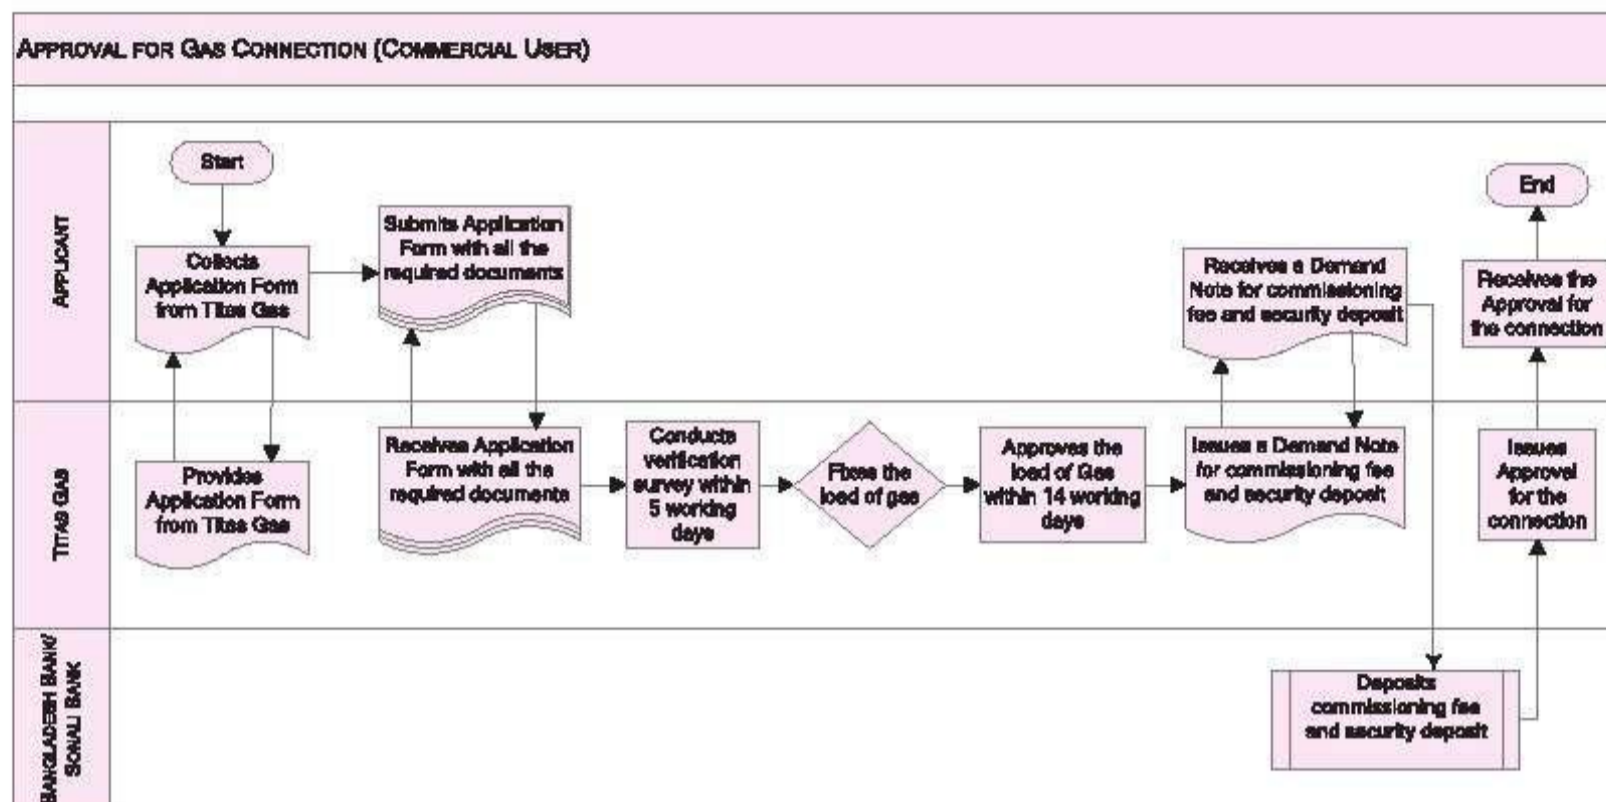 APPROVAL FOR GAS CONNECTION (COMMERCIAL USER)
APPLICANT
Start
Collects
Application Form
from Titas Gas
Submits Application
Form with all the
required documents
Receives a Demand
Note for commissioning
fee and security deposit
End
Receives the
Approval for
the connection
TITAS GAS
Provides
Application Form
from Titas Gas
Receives Application
Form with all the
required documents
Conducts
verification
survey within
5 working
days
Fixes the
load of gas
Approves the
load of Gas
within 14 working
days
Issues a Demand Note
for commissioning fee
and security deposit
Issues
Approval
for the
connection
BANGLADESH BANK/
SONALI BANK
Deposits
commissioning fee
and security deposit